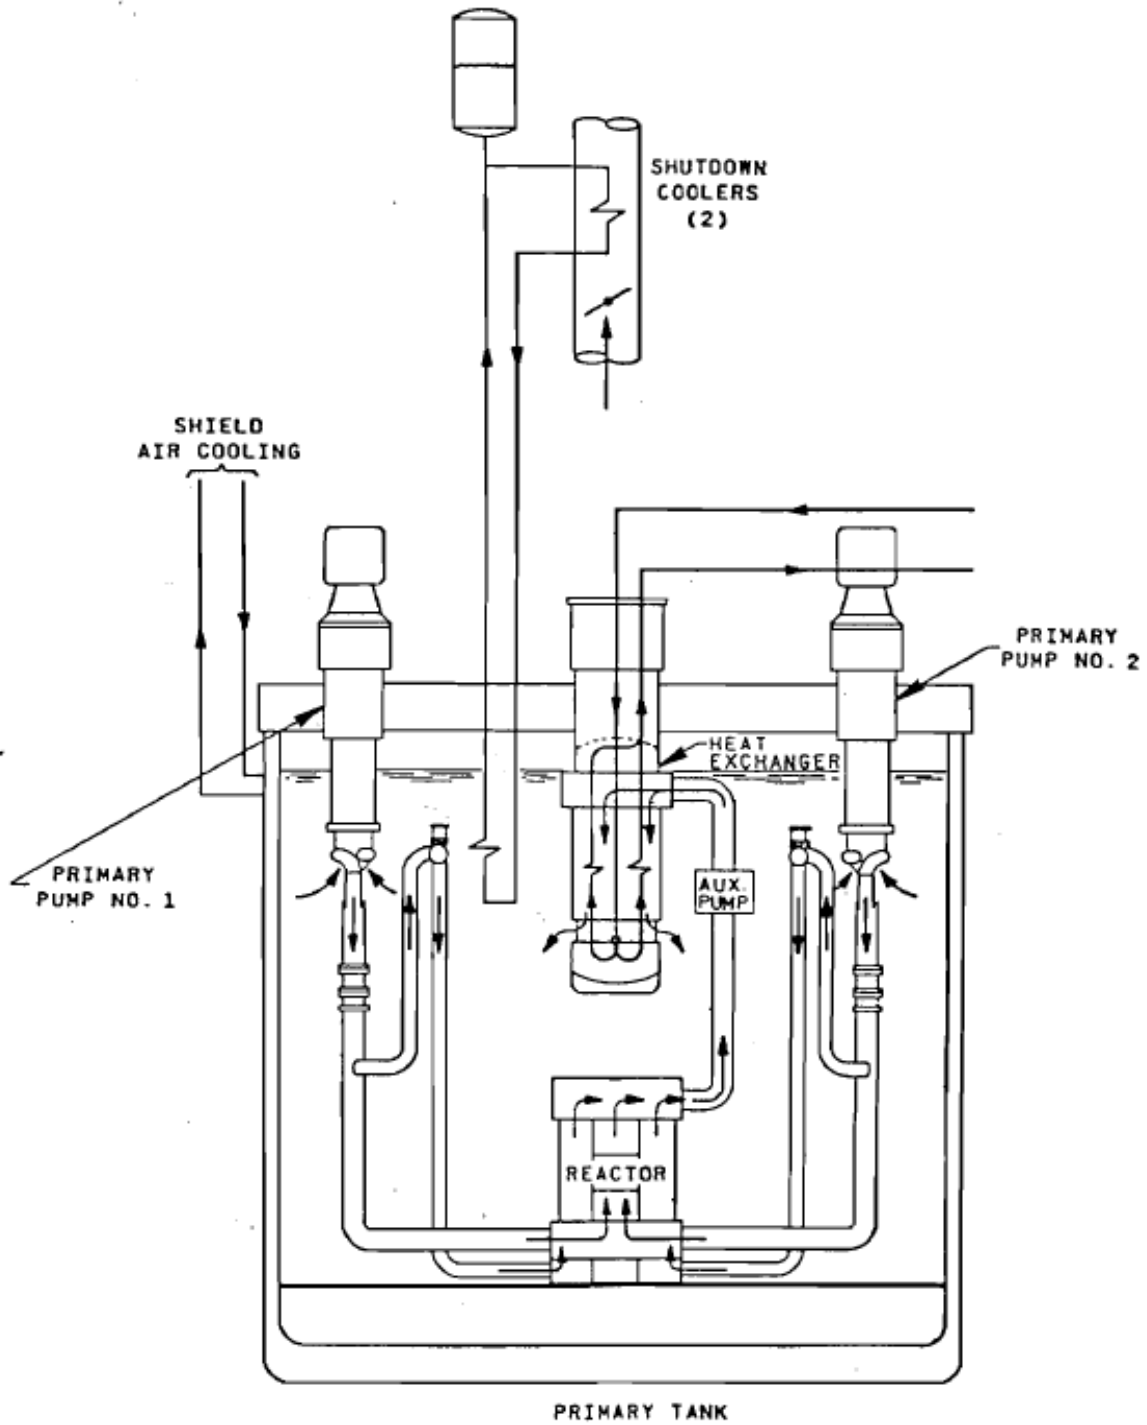 SHUTDOWN
COOLERS
(2)
SHIELD
AIR COOLING
PRIMARY
PUMP NO. 2
HEAT
EXCHANGER
PRIMARY
PUMP NO. 1
AUX.
PUMP
REACTOR
PRIMARY TANK